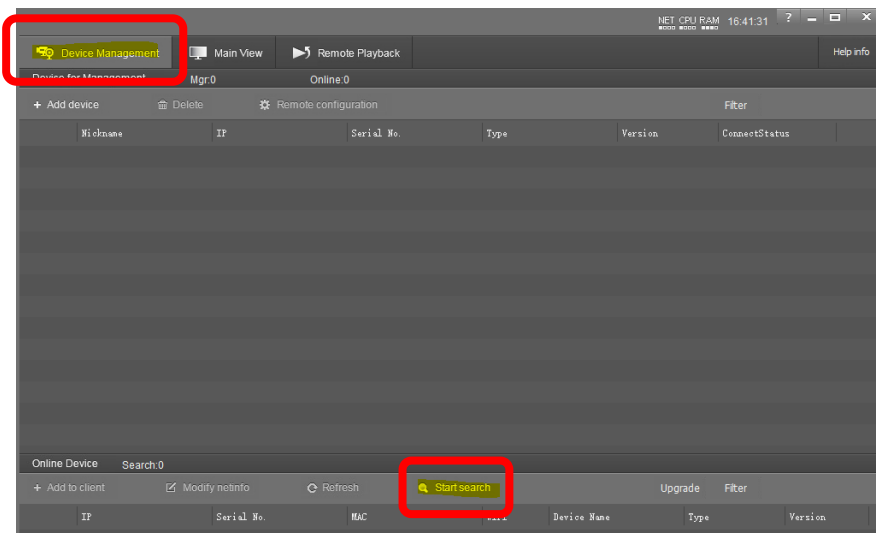 NET CPU RAM 16:41:31 ?
Device Management Main View Remote Playback Help info
Device for Management Mgr:0 Online:0
+ Add device Delete Remote configuration Filter
Nickname IP Serial No. Type Version ConnectStatus
Online Device Search:0
+ Add to client Modify netinfo Refresh Start search Upgrade Filter
IP Serial No. MAC Device Name Type Version